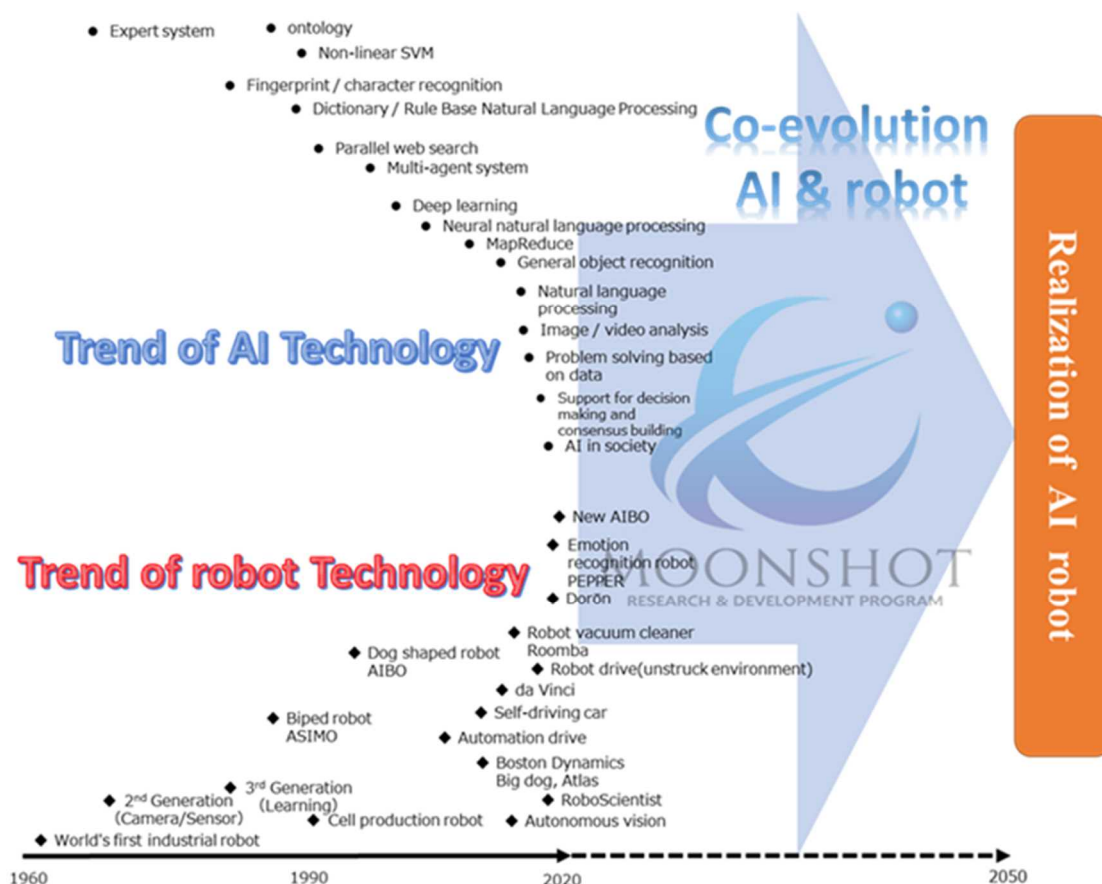 Expert system
ontology
Non-linear SVM
Fingerprint / character recognition
Dictionary / Rule Base Natural Language Processing
Parallel web search
Multi-agent system
Deep learning
Neural natural language processing
MapReduce
General object recognition
Natural language
processing
Image / video analysis
Problem solving based
on data
Support for decision
making and
consensus building
AI in society
Trend of AI Technology
Co-evolution
AI & robot
Realization of AI robot
MOONSHOT
RESEARCH & DEVELOPMENT PROGRAM
Trend of robot Technology
New AIBO
Emotion
recognition robot
PEPPER
Dorōn
Robot vacuum cleaner
Roomba
Dog shaped robot
AIBO
Robot drive(unstruck environment)
da Vinci
Self-driving car
Biped robot
ASIMO
Automation drive
Boston Dynamics
Big dog, Atlas
3rd Generation
(Learning)
2nd Generation
(Camera/Sensor)
RoboScientist
Cell production robot
Autonomous vision
World's first industrial robot
1960
1990
2020
2050